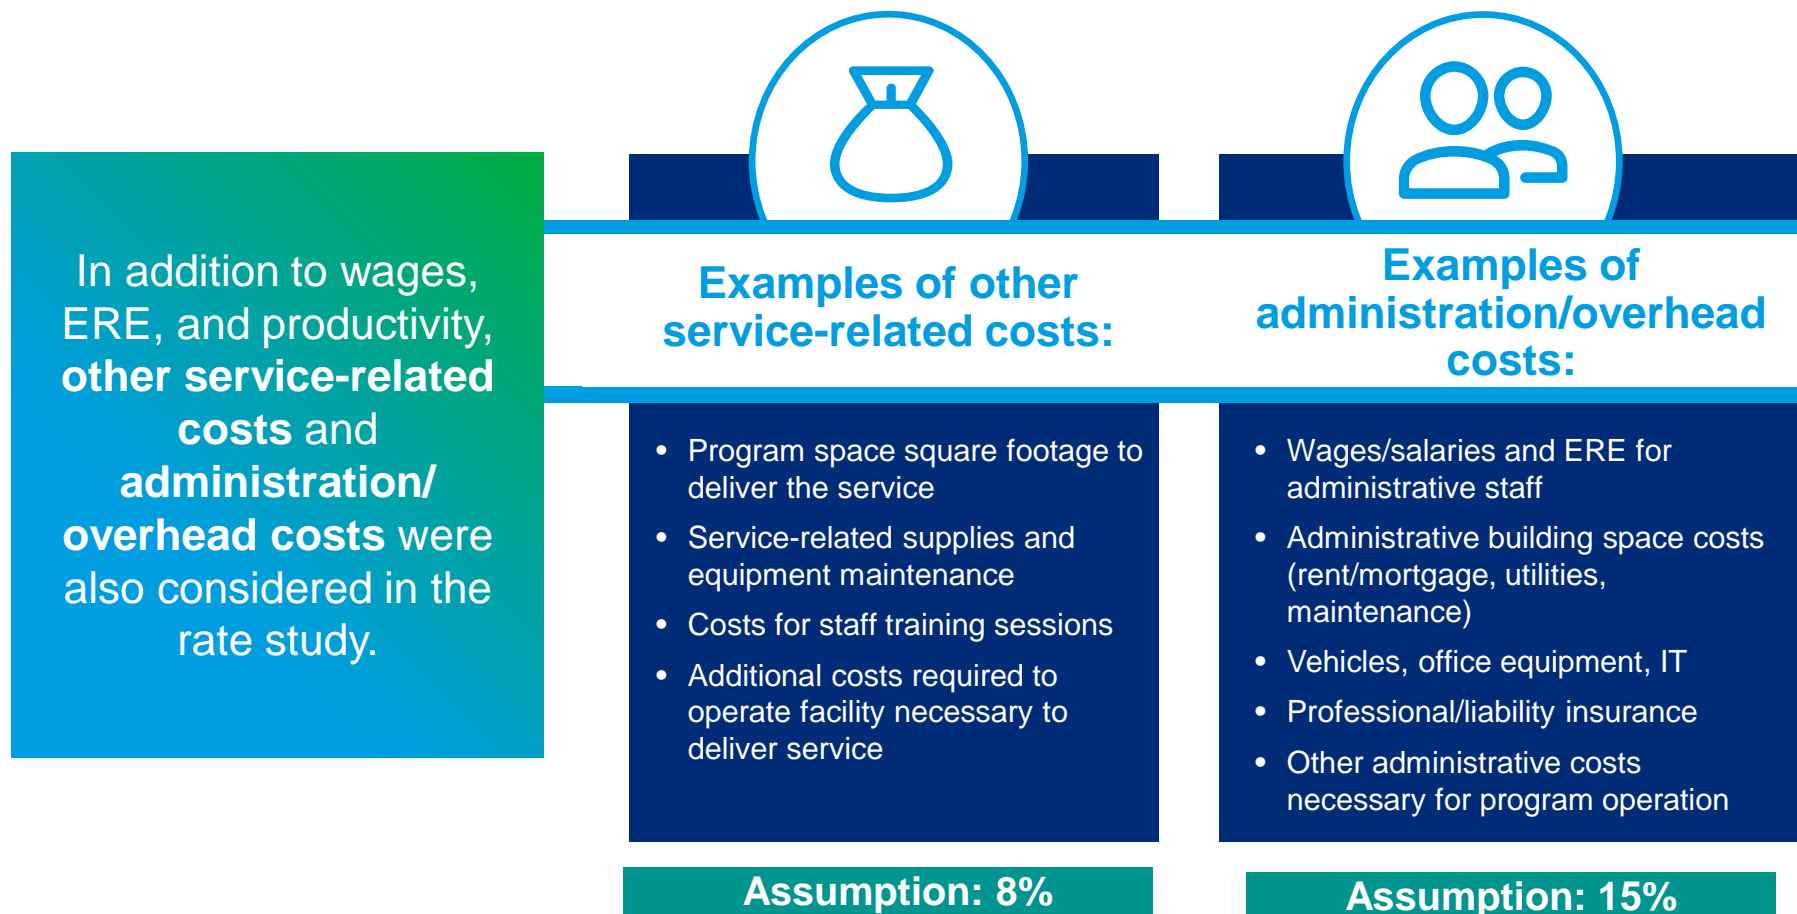 In addition to wages,
ERE, and productivity,
other service-related
costs and
administration/
overhead costs were
also considered in the
rate study.
Examples of other
service-related costs:
• Program space square footage to
deliver the service
• Service-related supplies and
equipment maintenance
• Costs for staff training sessions
• Additional costs required to
operate facility necessary to
deliver service
Assumption: 8%
Examples of
administration/overhead
costs:
• Wages/salaries and ERE for
administrative staff
• Administrative building space costs
(rent/mortgage, utilities,
maintenance)
• Vehicles, office equipment, IT
• Professional/liability insurance
• Other administrative costs
necessary for program operation
Assumption: 15%